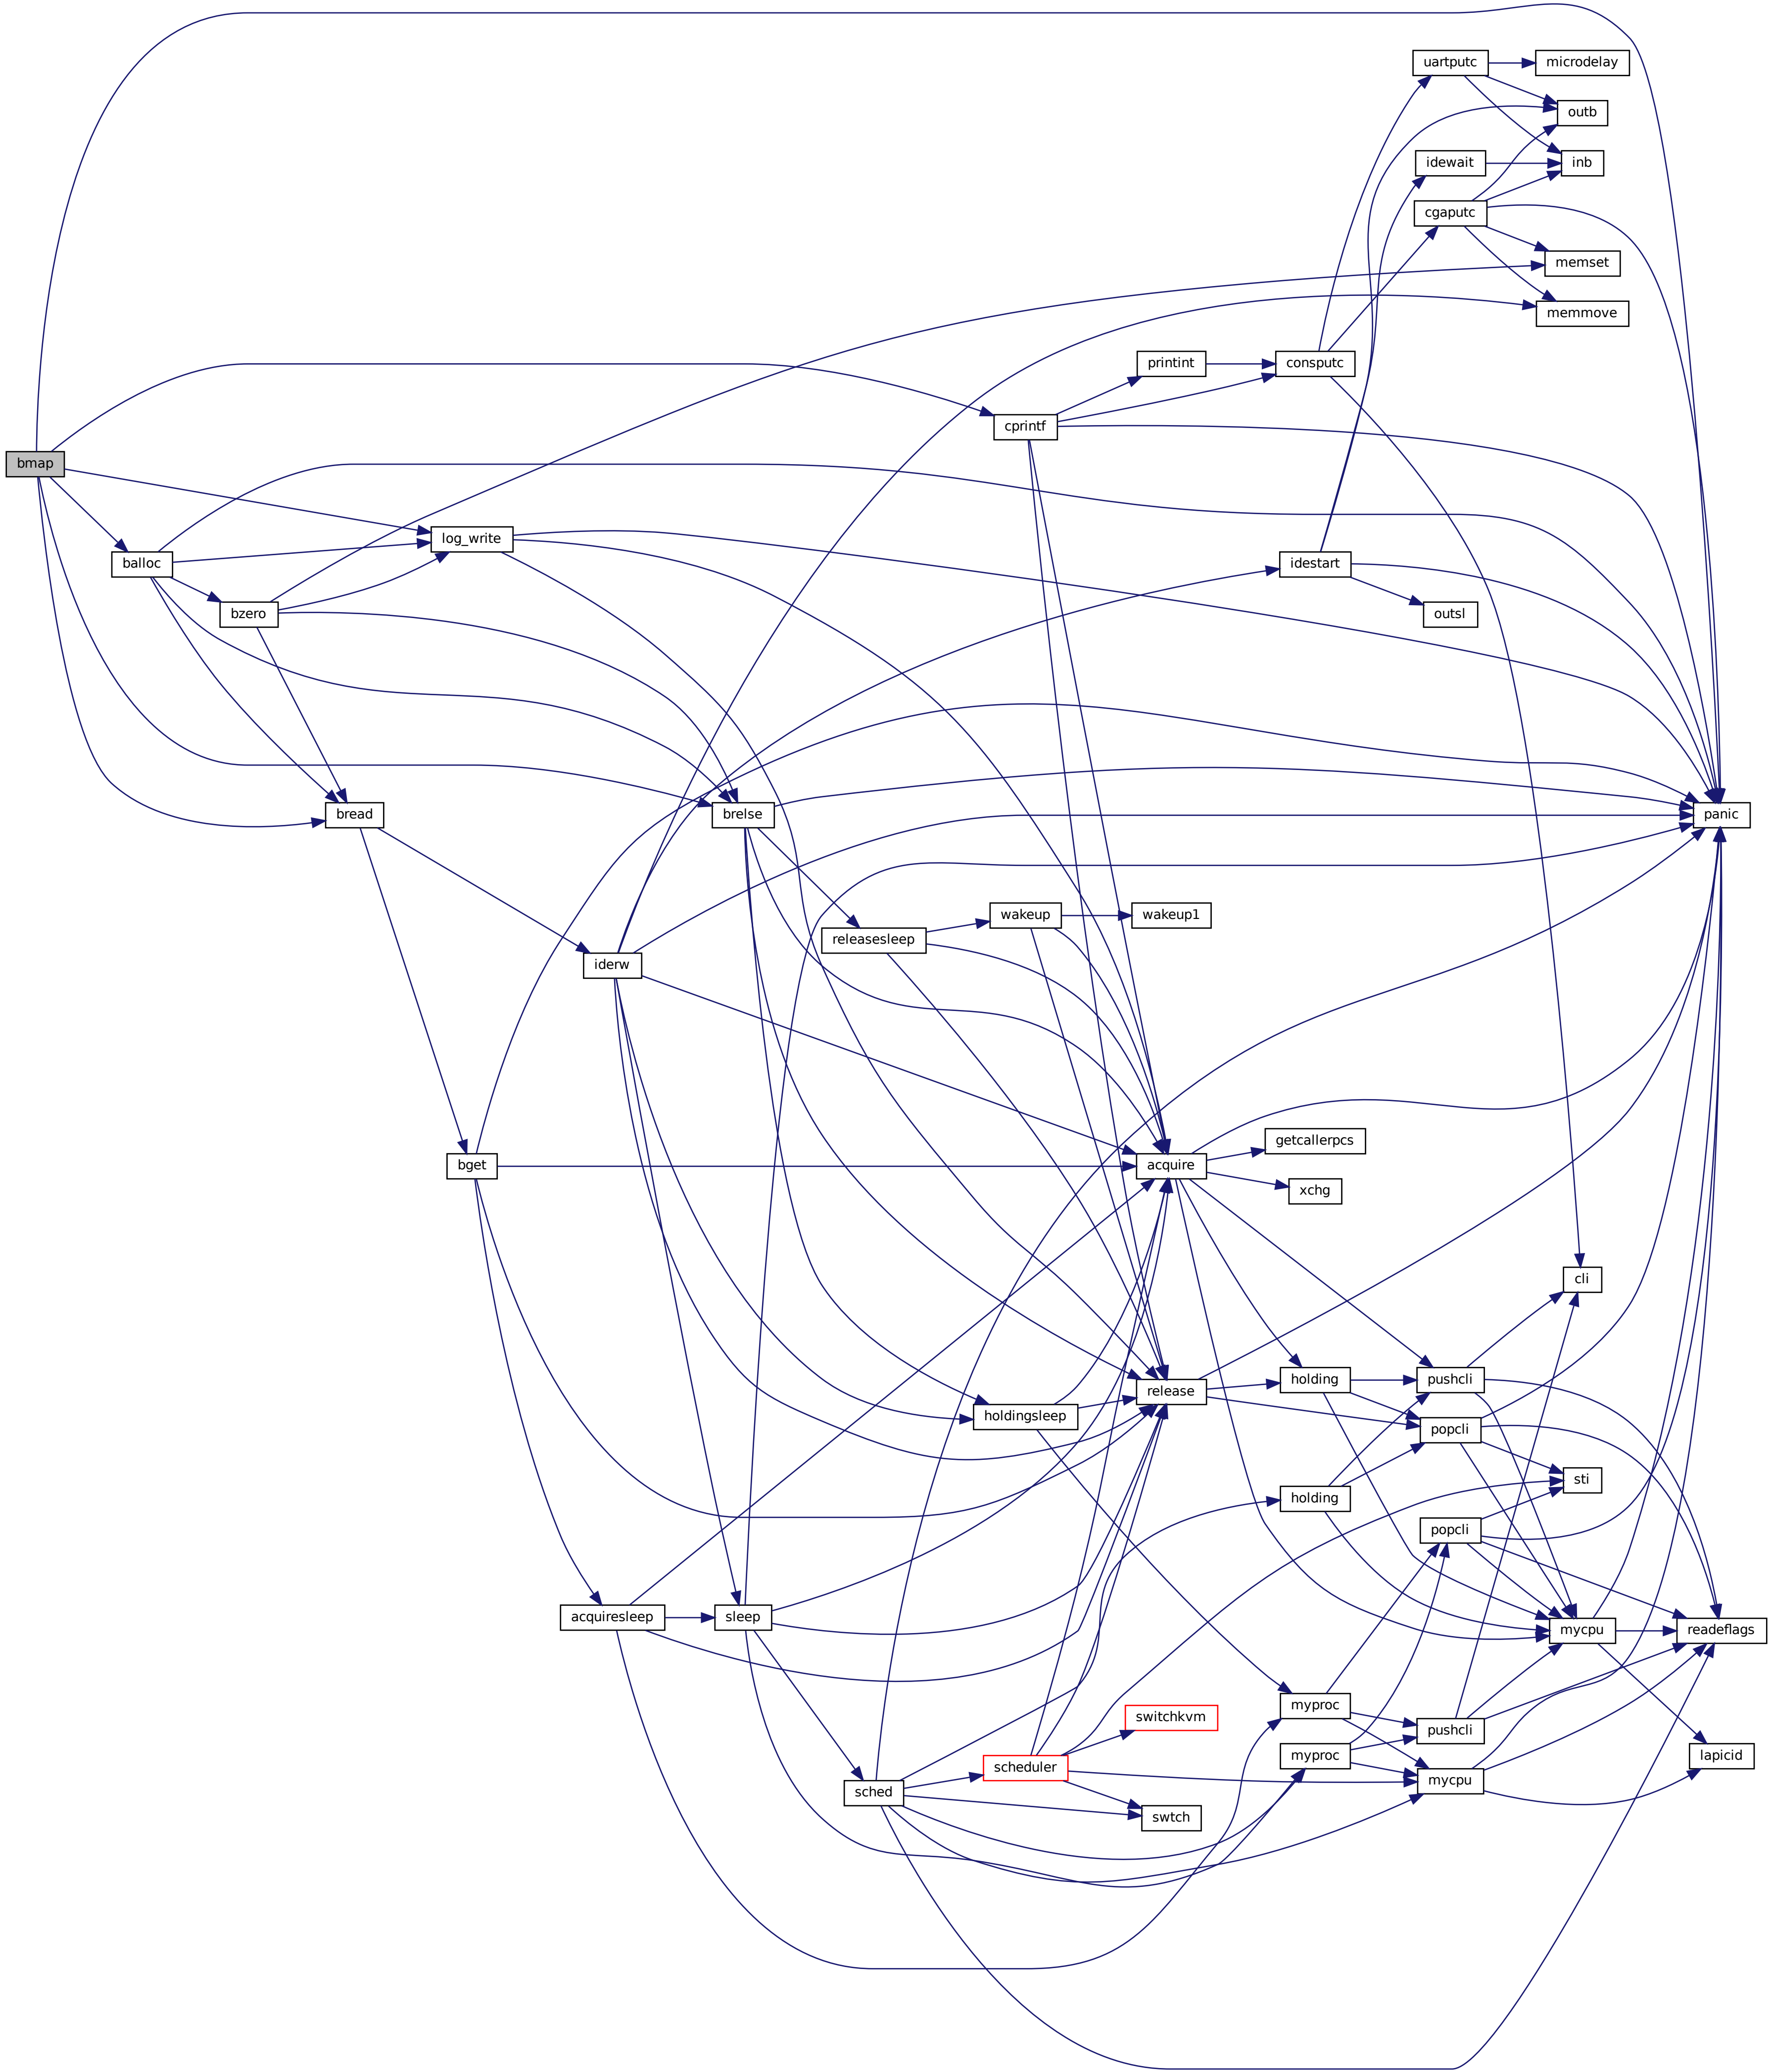 uartputc
microdelay
outb
idewait
inb
cgaputc
memset
memmove
printint
consputc
cprintf
bmap
log_write
balloc
idestart
bzero
outsl
bread
brelse
panic
wakeup
wakeup1
releasesleep
iderw
getcallerpcs
bget
acquire
xchg
cli
holding
pushcli
release
holdingsleep
popcli
sti
holding
popcli
acquiresleep
sleep
mycpu
readeflags
myproc
switchkvm
pushcli
myproc
lapicid
scheduler
mycpu
sched
swtch